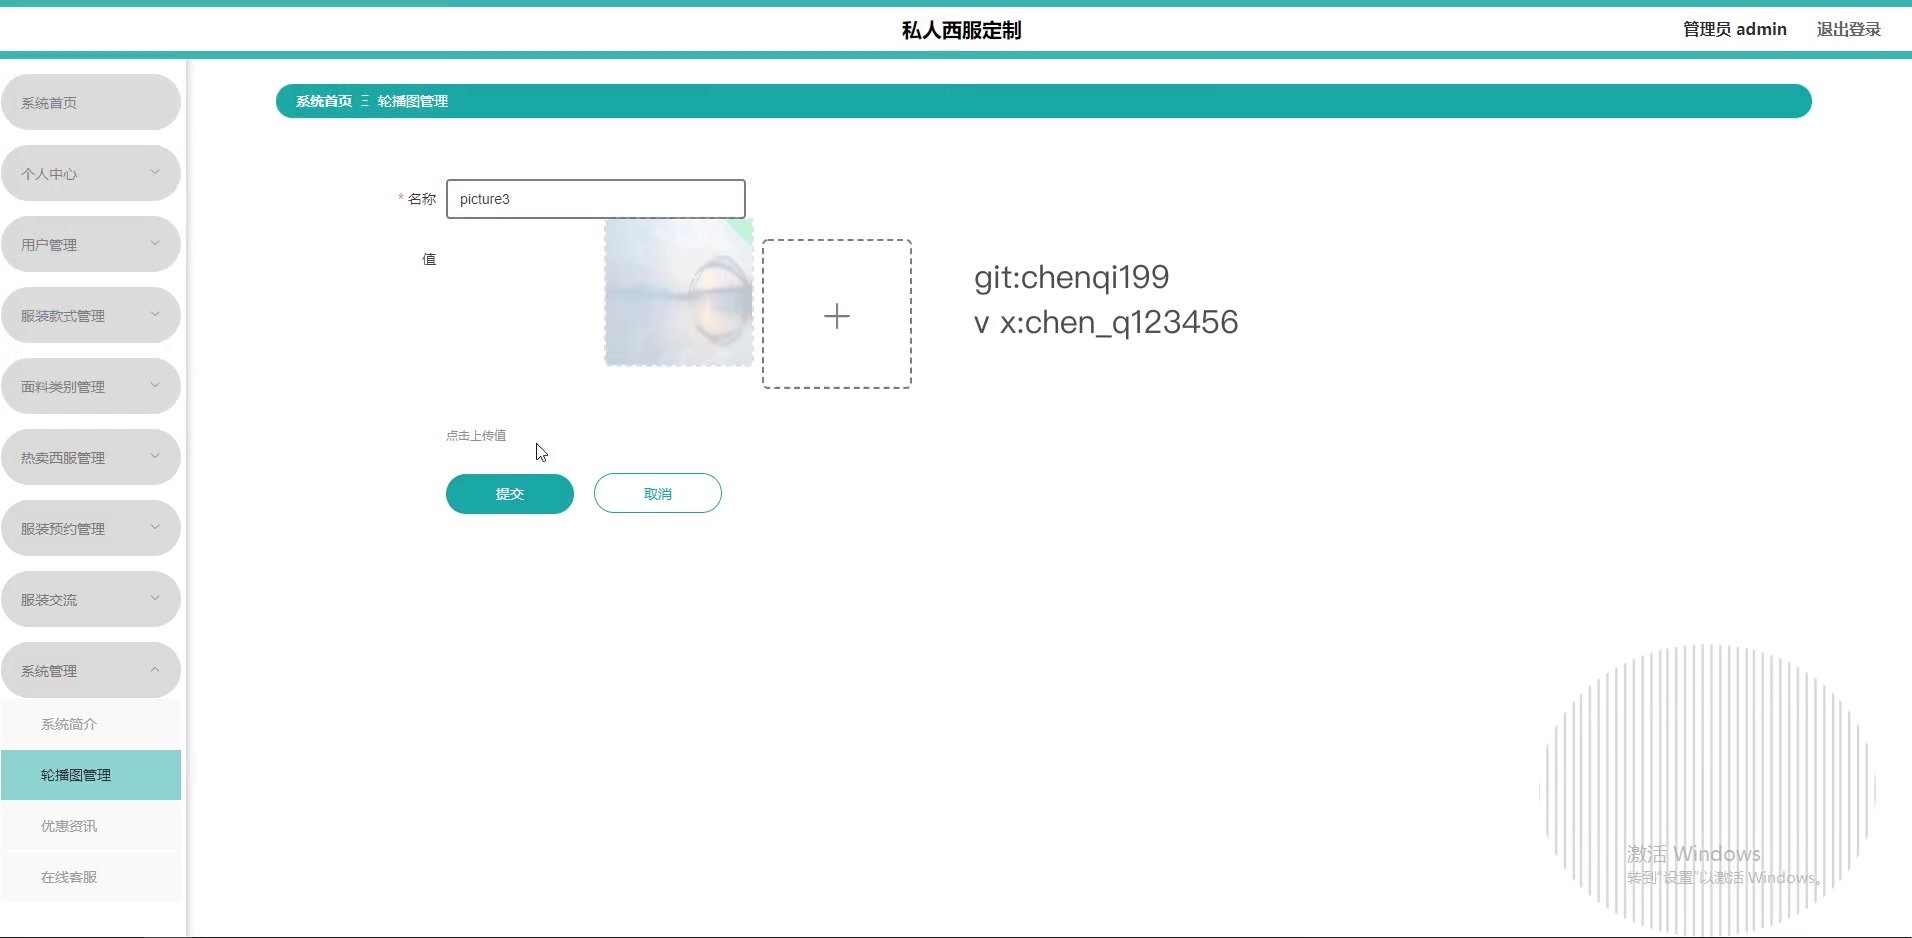 私人西服定制
管理员 admin
退出登录
系统首页
个人中心
用户管理
服装款式管理
面料类别管理
热卖西服管理
服装预约管理
服装交流
系统管理
系统简介
轮播图管理
优惠资讯
在线客服
系统首页 Ξ 轮播图管理
* 名称
picture3
值
git:chenqi199
v x:chen_q123456
点击上传值
提交
取消
激活 Windows
转到“设置”以激活 Windows。